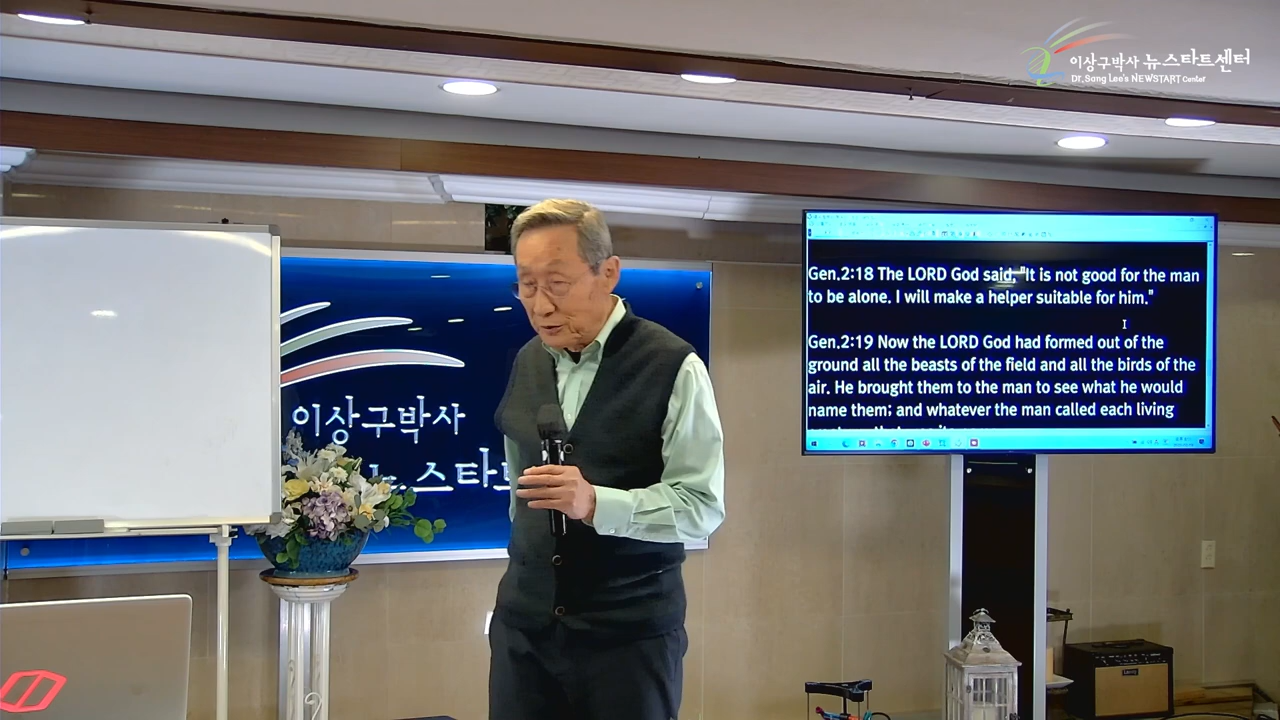 이상구박사 뉴스타트센터
Dr. Sang Lee's NEWSTART Center
이상구박사
뉴스타트
Gen.2:18 The LORD God said, "It is not good for the man
to be alone. I will make a helper suitable for him."
Gen.2:19 Now the LORD God had formed out of the
ground all the beasts of the field and all the birds of the
air. He brought them to the man to see what he would
name them; and whatever the man called each living